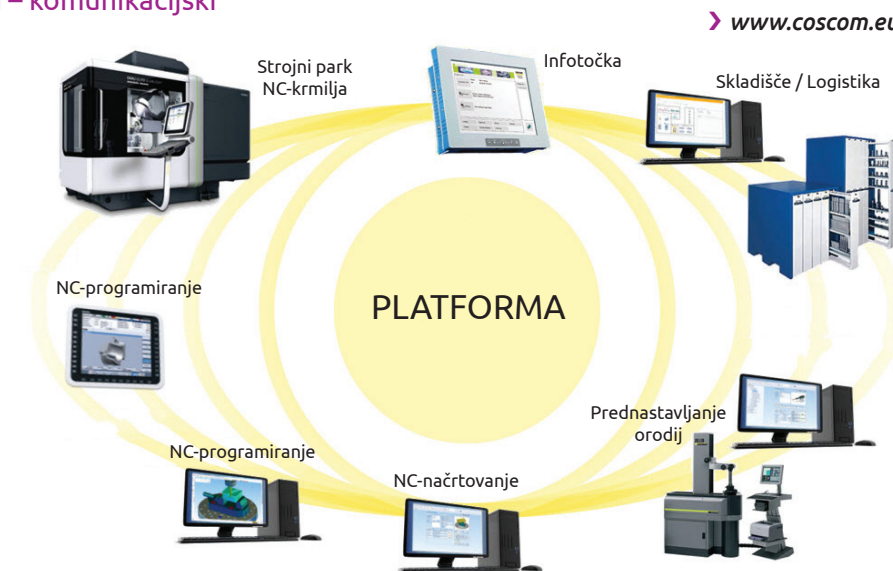 – komunikacijski
› www.coscom.eu
Strojni park
NC-krmilja
Infotočka
Skladišče / Logistika
NC-programiranje
PLATFORMA
Prednastavljanje
orodij
NC-programiranje
NC-načrtovanje